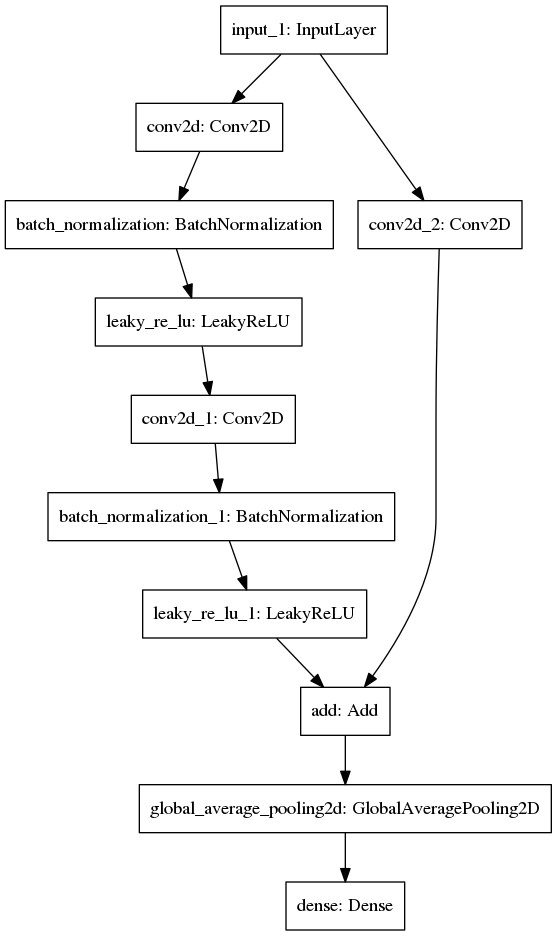 input_1: InputLayer
conv2d: Conv2D
batch_normalization: BatchNormalization
conv2d_2: Conv2D
leaky_re_lu: LeakyReLU
conv2d_1: Conv2D
batch_normalization_1: BatchNormalization
leaky_re_lu_1: LeakyReLU
add: Add
global_average_pooling2d: GlobalAveragePooling2D
dense: Dense